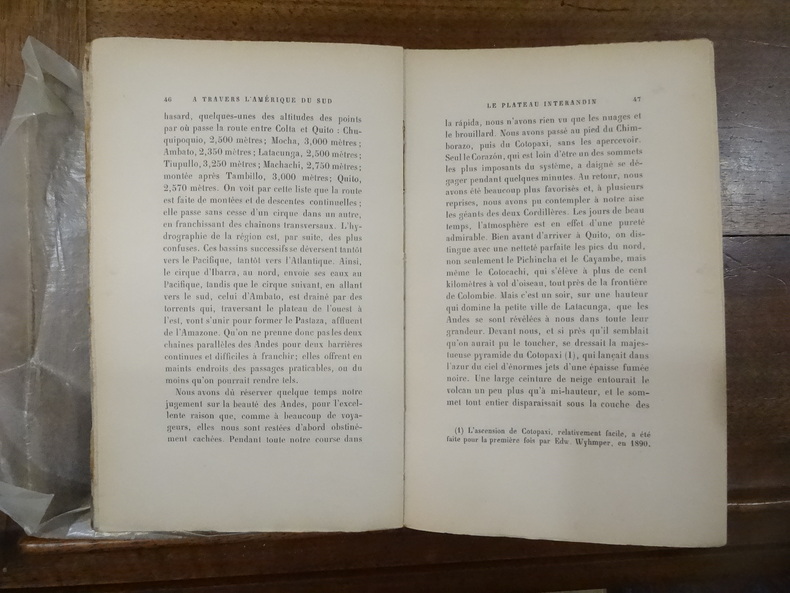 46 A TRAVERS L'AMÉRIQUE DU SUD
hasard, quelques-unes des altitudes des points
par où passe la route entre Colta et Quito : Chu-
quipoquio, 2,500 mètres; Mocha, 3,000 mètres;
Ambato, 2,350 mètres; Latacunga, 2,500 mètres;
Tiupullo, 3,250 mètres; Machachi, 2,750 mètres;
montée après Tambillo, 3,000 mètres; Quito,
2,570 mètres. On voit par cette liste que la route
est faite de montées et de descentes continuelles;
elle passe sans cesse d'un cirque dans un autre,
en franchissant des chaînons transversaux. L'hy-
drographie de la région est, par suite, des plus
confuses. Ces bassins successifs se déversent tantôt
vers le Pacifique, tantôt vers l'Atlantique. Ainsi,
le cirque d'Ibarra, au nord, envoie ses eaux au
Pacifique, tandis que le cirque suivant, en allant
vers le sud, celui d'Ambato, est drainé par des
torrents qui, traversant le plateau de l'ouest à
l'est, vont s'unir pour former le Pastaza, affluent
de l'Amazone. Qu'on ne prenne donc pas les deux
chaînes parallèles des Andes pour deux barrières
continues et difficiles à franchir; elles offrent en
maints endroits des passages praticables, ou du
moins qu'on pourrait rendre tels.
Nous avons dû réserver quelque temps notre
jugement sur la beauté des Andes, pour l'excel-
lente raison que, comme à beaucoup de voya-
geurs, elles nous sont restées d'abord obstiné-
ment cachées. Pendant toute notre course dans
LE PLATEAU INTERANDIN 47
la rápida, nous n'avons rien vu que les nuages et
le brouillard. Nous avons passé au pied du Chim-
borazo, puis du Cotopaxi, sans les apercevoir.
Seul le Corazón, qui est loin d'être un des sommets
les plus imposants du système, a daigné se dé-
gager pendant quelques minutes. Au retour, nous
avons été beaucoup plus favorisés et, à plusieurs
reprises, nous avons pu contempler à notre aise
les géants des deux Cordillères. Les jours de beau
temps, l'atmosphère est en effet d'une pureté
admirable. Bien avant d'arriver à Quito, on dis-
tingue avec une netteté parfaite les pics du nord,
non seulement le Pichincha et le Cayambe, mais
même le Cotocachi, qui s'élève à plus de cent
kilomètres à vol d'oiseau, tout près de la frontière
de Colombie. Mais c'est un soir, sur une hauteur
qui domine la petite ville de Latacunga, que les
Andes se sont révélées à nous dans toute leur
grandeur. Devant nous, et si près qu'il semblait
qu'on aurait pu le toucher, se dressait la majes-
tueuse pyramide du Cotopaxi (1), qui lançait dans
l'azur du ciel d'énormes jets d'une épaisse fumée
noire. Une large ceinture de neige entourait le
volcan un peu plus qu'à mi-hauteur, et le som-
met tout entier disparaissait sous la couche des
(1) L'ascension de Cotopaxi, relativement facile, a été
faite pour la première fois par Edw. Wyhmper, en 1890.